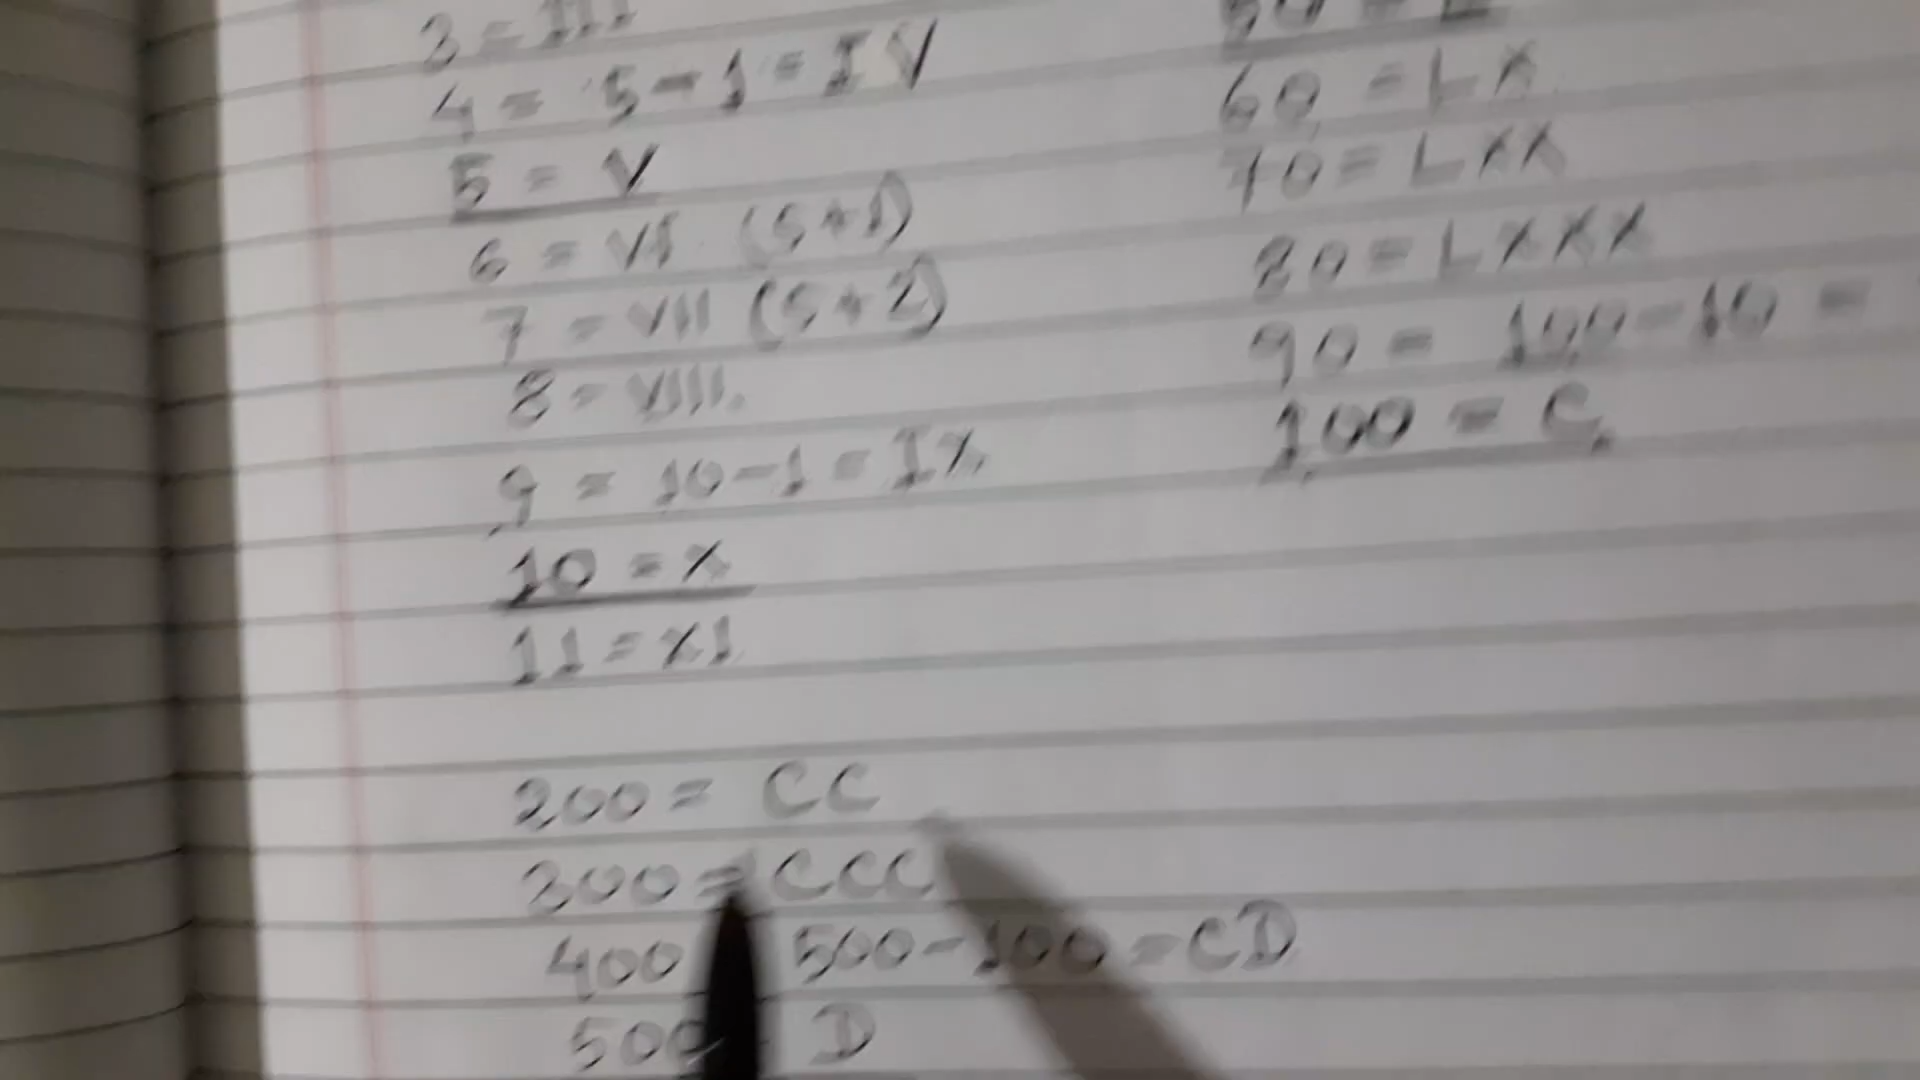 3 = III
4 = 5 - 1 = IV
5 = V
6 = VI (5+1)
7 = VII (5+2)
8 = VIII.
9 = 10 - 1 = IX
10 = X
11 = XI
50 = L
60 = LX
70 = LXX
80 = LXXX
90 = 100 - 10 =
100 = C.
200 = CC
300 = CCC
400 500 - 100 = CD
500 D